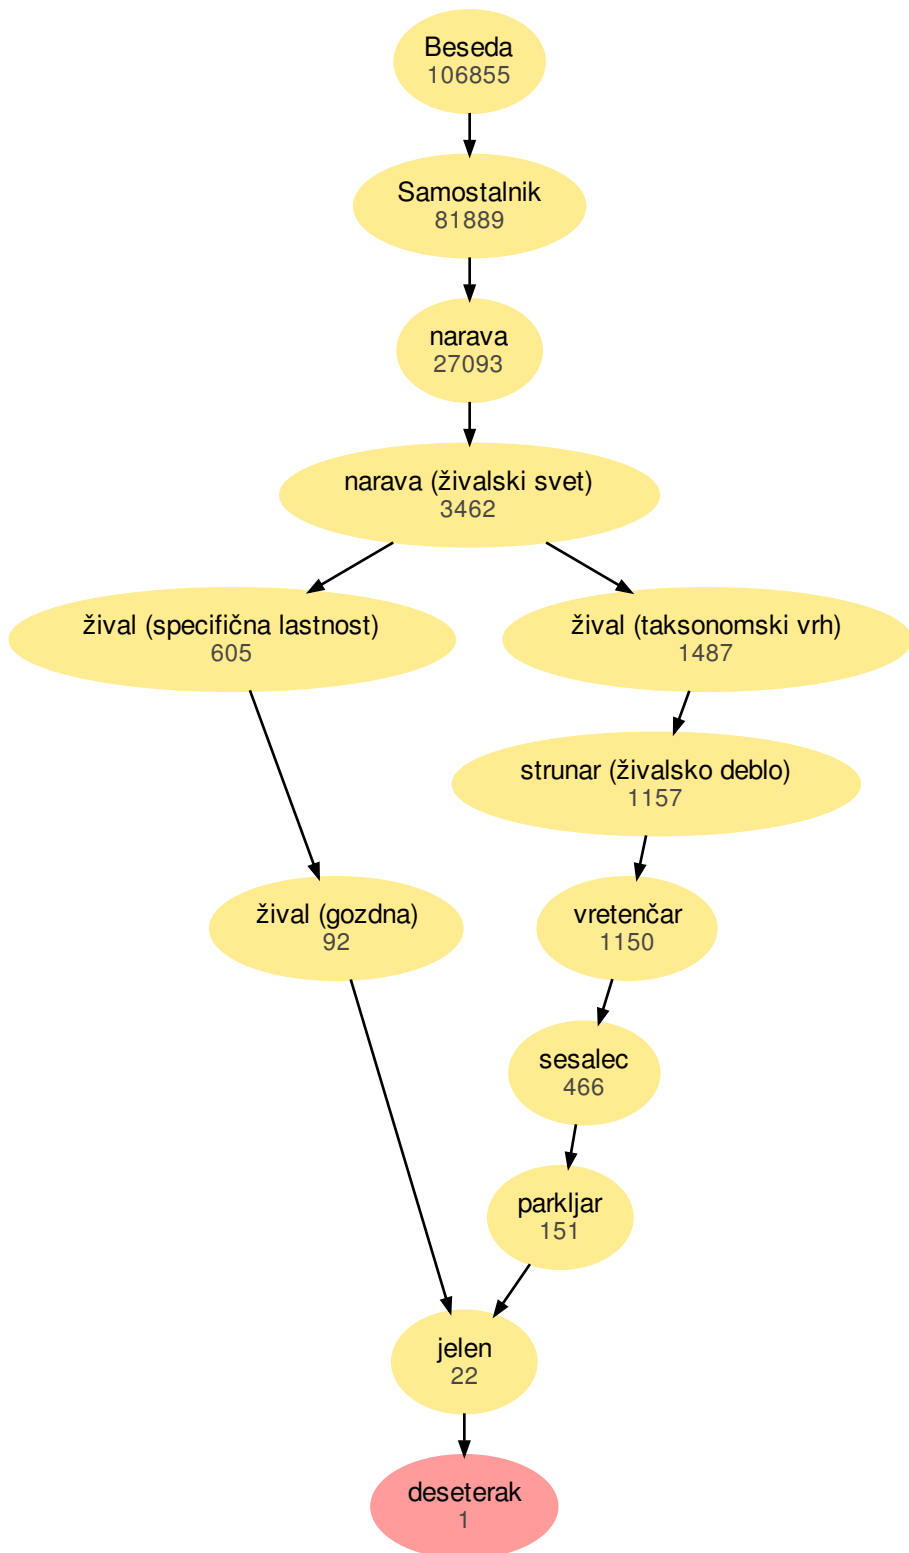 Beseda
106855
Samostalnik
81889
narava
27093
narava (živalski svet)
3462
žival (specifična lastnost)
605
žival (taksonomski vrh)
1487
strunar (živalsko deblo)
1157
žival (gozdna)
92
vretenčar
1150
sesalec
466
parkljar
151
jelen
22
deseterak
1